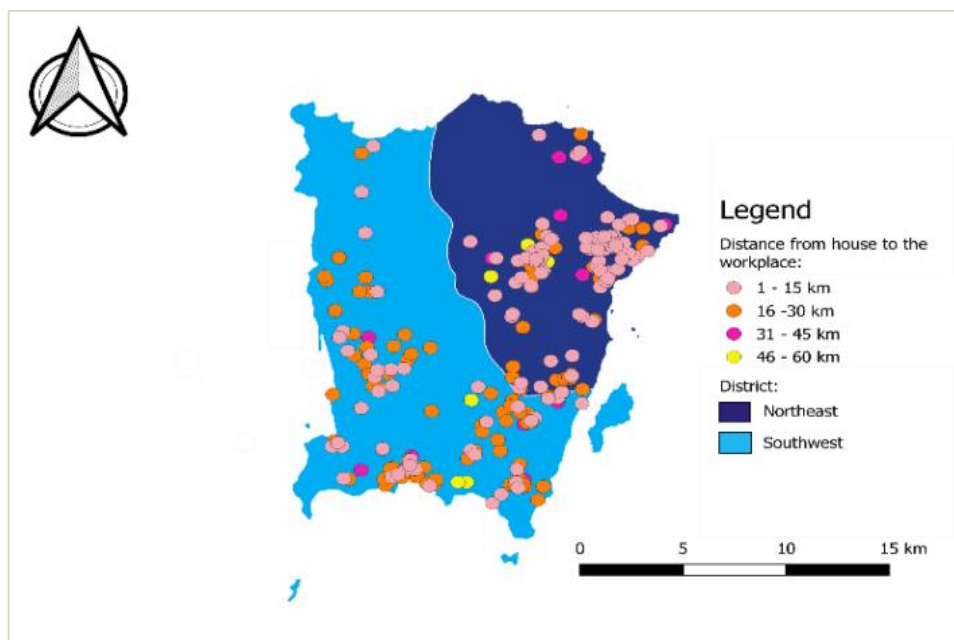 Legend
Distance from house to the
workplace:
1 - 15 km
16 -30 km
31 - 45 km
46 - 60 km
District:
Northeast
Southwest
0 5 10 15 km